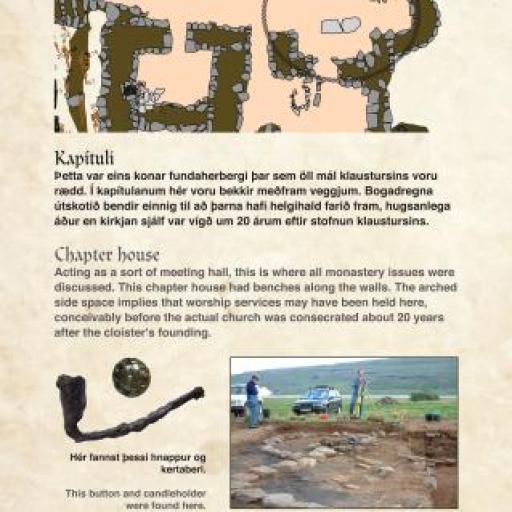 Kapítuli
Þetta var eins konar fundaherbergi þar sem öll mál klaustursins voru
rædd. Í kapítulanum hér voru bekkir meðfram veggjum. Bogadregna
útskotið bendir einnig til að þarna hafi helgihald farið fram, hugsanlega
áður en kirkjan sjálf var vígð um 20 árum eftir stofnun klaustursins.
Chapter house
Acting as a sort of meeting hall, this is where all monastery issues were
discussed. This chapter house had benches along the walls. The arched
side space implies that worship services may have been held here,
conceivably before the actual church was consecrated about 20 years
after the cloister's founding.
Hér fannst þessi hnappur og
kertaberi.
This button and candleholder
were found here.